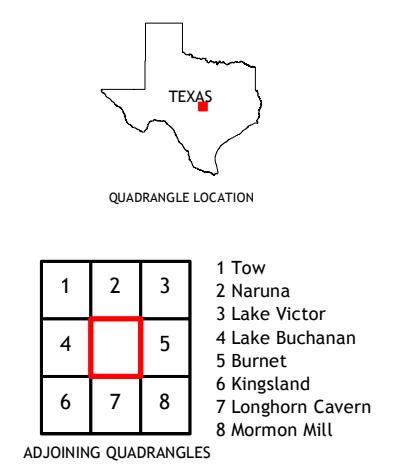 TEXAS
QUADRANGLE LOCATION
1 2 3
4 5
6 7 8
1 Tow
2 Naruna
3 Lake Victor
4 Lake Buchanan
5 Burnet
6 Kingsland
7 Longhorn Cavern
8 Mormon Mill
ADJOINING QUADRANGLES